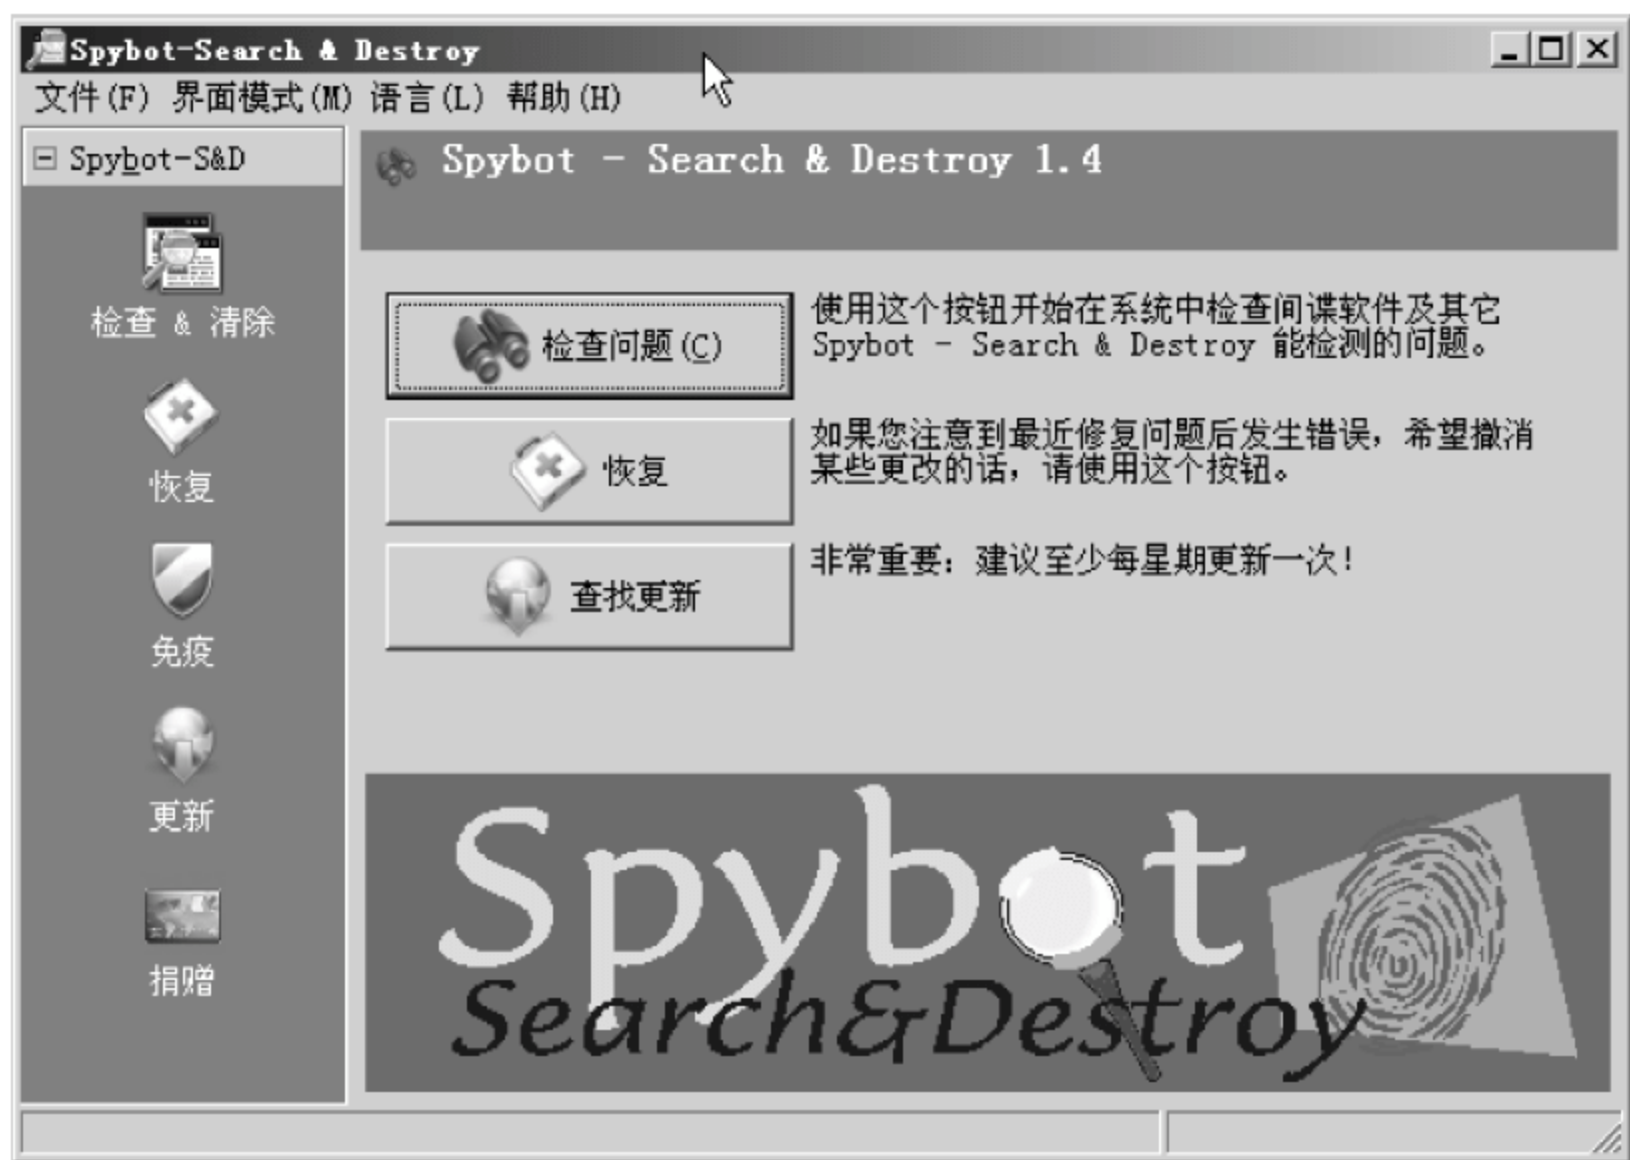 Spybot-Search & Destroy
文件(F) 界面模式(M) 语言(L) 帮助(H)
Spybot-S&D
检查 & 清除
恢复
免疫
更新
捐赠
Spybot - Search & Destroy 1.4
检查问题(C)
使用这个按钮开始在系统中检查间谍软件及其它
Spybot - Search & Destroy 能检测的问题。
恢复
如果您注意到最近修复问题后发生错误，希望撤消
某些更改的话，请使用这个按钮。
查找更新
非常重要：建议至少每星期更新一次！
Spybot
Search&Destroy